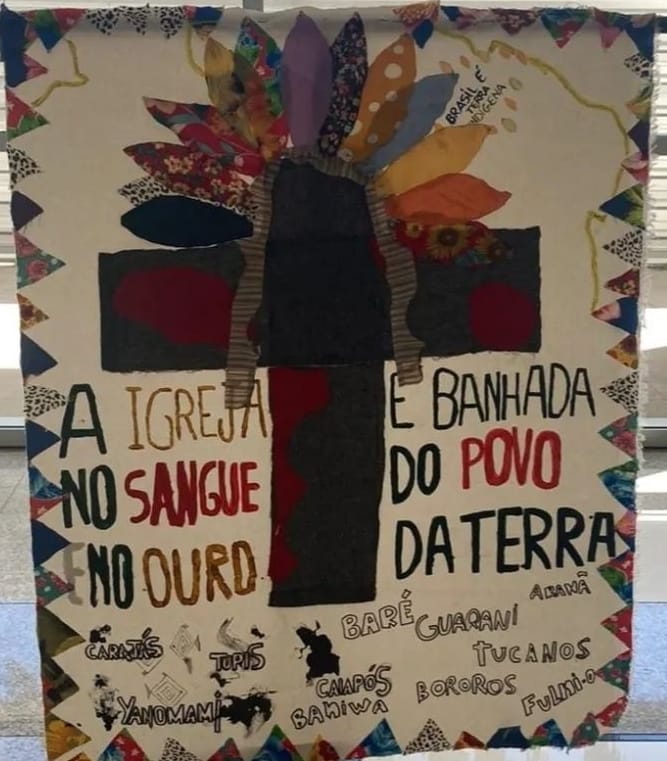 BRASIL É
TERRA
INDÍGENA
A IGREJA E BANHADA
NO SANGUE DO POVO
E NO OURO DA TERRA
ARANÃ
BARÉ GUARANI
CARAJÁS TUPIS TUCANOS
CAIAPÓS BOROROS
YANOMAMI BANIWA FULNI-O